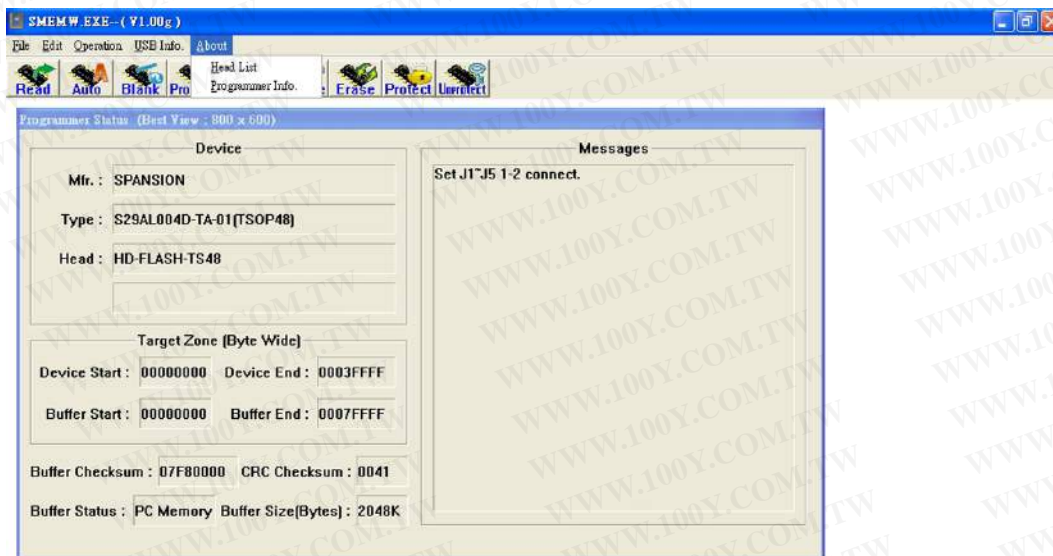 SMEMW.EXE--( V1.00g )
File Edit Operation USB Info. About
Head List
Programmer Info.
Read Auto Blank Pro : Erase Protect Unprotect
Programmer Status (Best View : 800 x 600)
Device
Mfr. : SPANSION
Type : S29AL004D-TA-01(TSOP48)
Head : HD-FLASH-TS48
Target Zone (Byte Wide)
Device Start : 00000000 Device End : 0003FFFF
Buffer Start : 00000000 Buffer End : 0007FFFF
Buffer Checksum : 07F80000 CRC Checksum : 0041
Buffer Status : PC Memory Buffer Size(Bytes) : 2048K
Messages
Set J1~J5 1-2 connect.
WWW.100Y.COM.TW